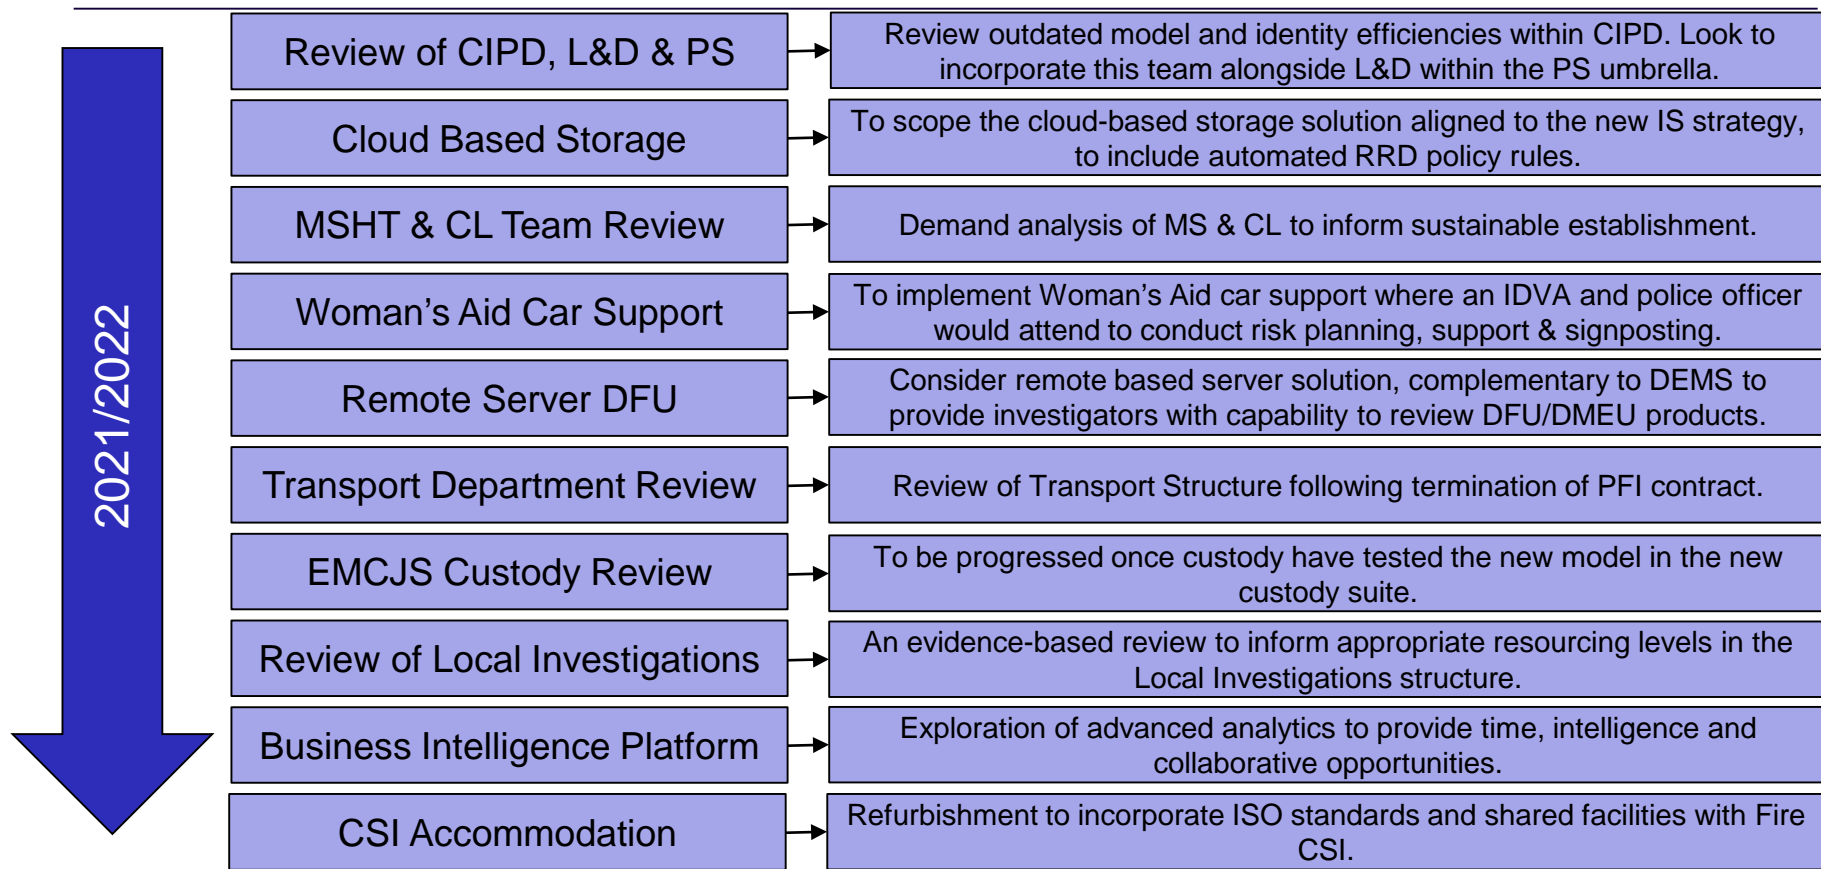 2021/2022
Review of CIPD, L&D & PS
Review outdated model and identity efficiencies within CIPD. Look to
incorporate this team alongside L&D within the PS umbrella.
Cloud Based Storage
To scope the cloud-based storage solution aligned to the new IS strategy,
to include automated RRD policy rules.
MSHT & CL Team Review
Demand analysis of MS & CL to inform sustainable establishment.
Woman’s Aid Car Support
To implement Woman’s Aid car support where an IDVA and police officer
would attend to conduct risk planning, support & signposting.
Remote Server DFU
Consider remote based server solution, complementary to DEMS to
provide investigators with capability to review DFU/DMEU products.
Transport Department Review
Review of Transport Structure following termination of PFI contract.
EMCJS Custody Review
To be progressed once custody have tested the new model in the new
custody suite.
Review of Local Investigations
An evidence-based review to inform appropriate resourcing levels in the
Local Investigations structure.
Business Intelligence Platform
Exploration of advanced analytics to provide time, intelligence and
collaborative opportunities.
CSI Accommodation
Refurbishment to incorporate ISO standards and shared facilities with Fire
CSI.